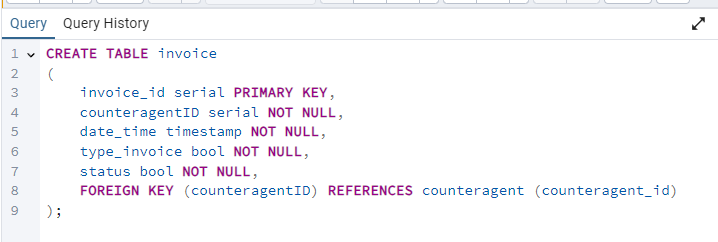 Query Query History
1 CREATE TABLE invoice
2 (
3 invoice_id serial PRIMARY KEY,
4 counteragentID serial NOT NULL,
5 date_time timestamp NOT NULL,
6 type_invoice bool NOT NULL,
7 status bool NOT NULL,
8 FOREIGN KEY (counteragentID) REFERENCES counteragent (counteragent_id)
9 );